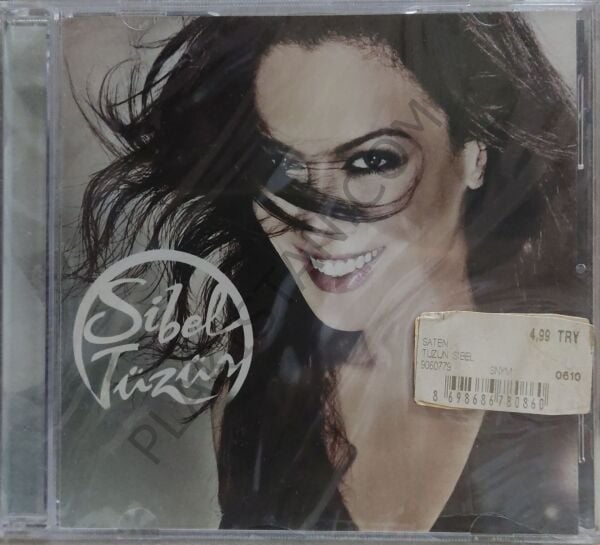 Sibel
Tüzün
4,99 TRY
SATEN
TUZUN SIBEL
9060779
SNYM
0610
8 698686 780860